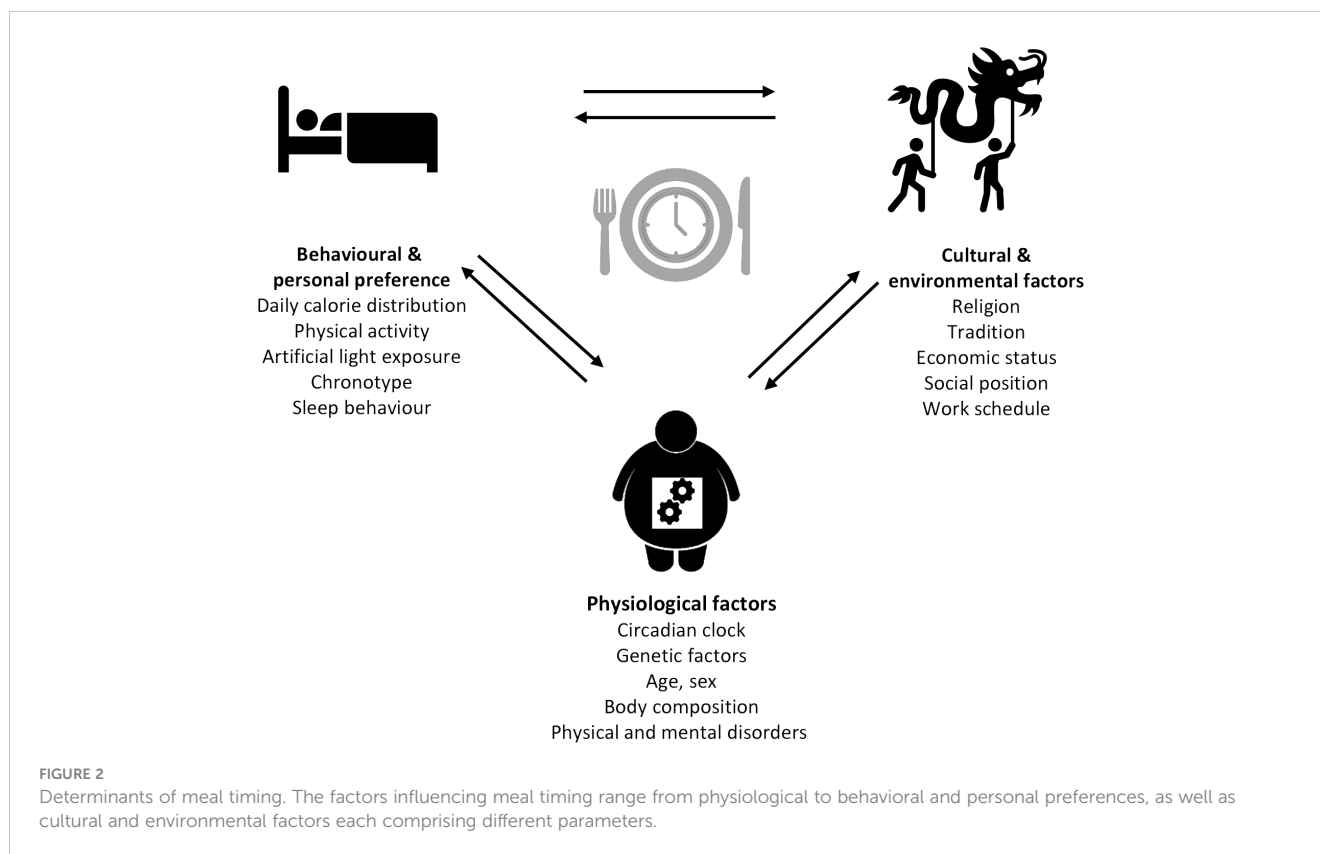 Behavioural &
personal preference
Daily calorie distribution
Physical activity
Artificial light exposure
Chronotype
Sleep behaviour
Cultural &
environmental factors
Religion
Tradition
Economic status
Social position
Work schedule
Physiological factors
Circadian clock
Genetic factors
Age, sex
Body composition
Physical and mental disorders
FIGURE 2
Determinants of meal timing. The factors influencing meal timing range from physiological to behavioral and personal preferences, as well as
cultural and environmental factors each comprising different parameters.